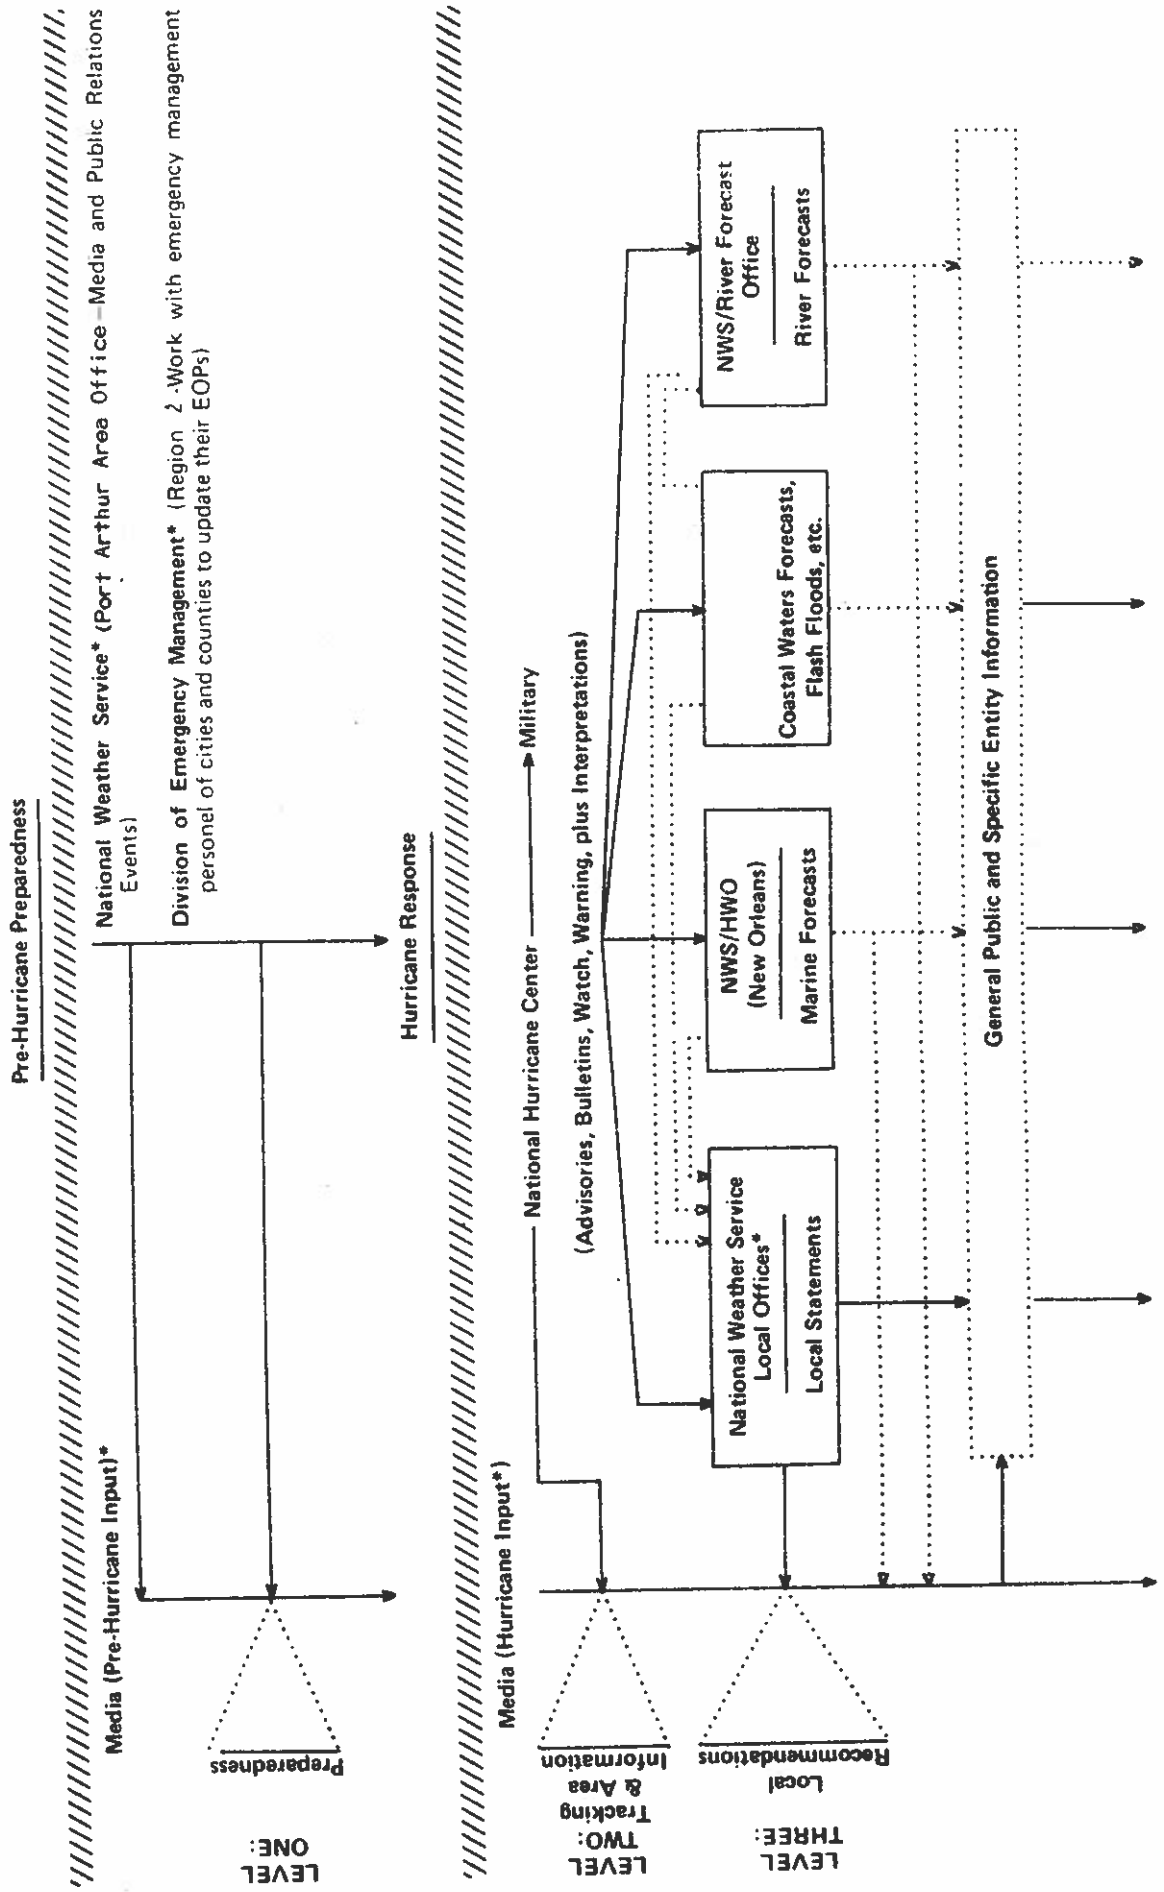 Pre-Hurricane Preparedness
Media (Pre-Hurricane Input)*
National Weather Service* (Port Arthur Area Office—Media and Public Relations
Events)
Division of Emergency Management* (Region 2 -Work with emergency management
personel of cities and counties to update their EOPs)
LEVEL
ONE:
Preparedness
Hurricane Response
Media (Hurricane Input*)
National Hurricane Center
Military
(Advisories, Bulletins, Watch, Warning, plus Interpretations)
LEVEL
TWO:
Tracking
& Area
Information
LEVEL
THREE:
Local
Recommendations
National Weather Service
Local Offices*
Local Statements
NWS/HWO
(New Orleans)
Marine Forecasts
Coastal Waters Forecasts,
Flash Floods, etc.
NWS/River Forecast
Office
River Forecasts
General Public and Specific Entity Information